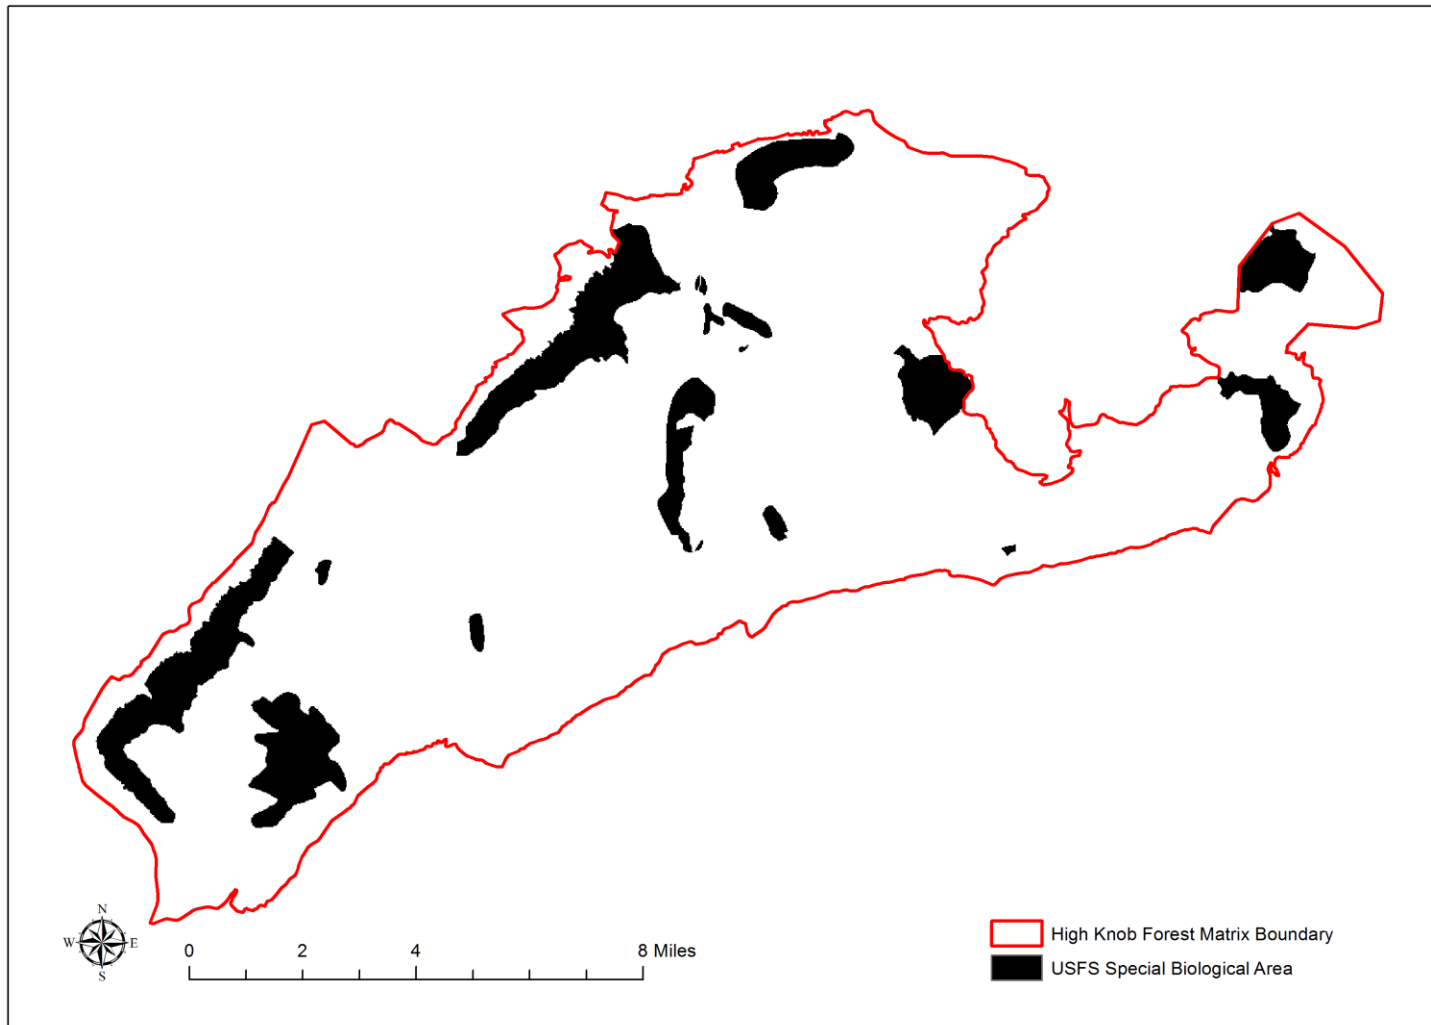 N
W E
S
0 2 4 8 Miles
High Knob Forest Matrix Boundary
USFS Special Biological Area